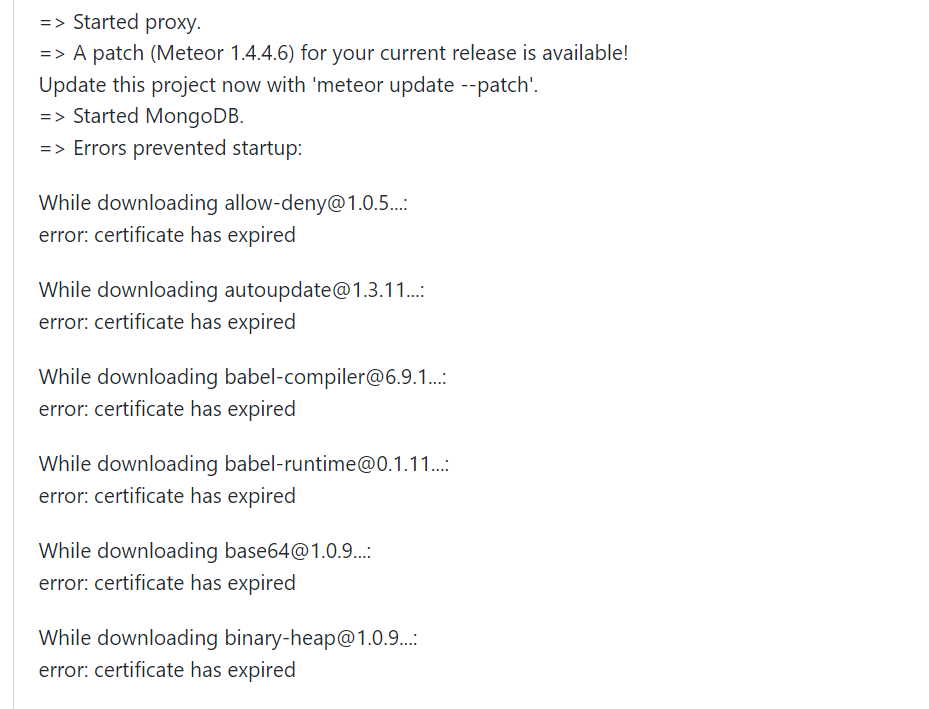 => Started proxy.
=> A patch (Meteor 1.4.4.6) for your current release is available!
Update this project now with 'meteor update --patch'.
=> Started MongoDB.
=> Errors prevented startup:
While downloading allow-deny@1.0.5...:
error: certificate has expired
While downloading autoupdate@1.3.11...:
error: certificate has expired
While downloading babel-compiler@6.9.1...:
error: certificate has expired
While downloading babel-runtime@0.1.11...:
error: certificate has expired
While downloading base64@1.0.9...:
error: certificate has expired
While downloading binary-heap@1.0.9...:
error: certificate has expired